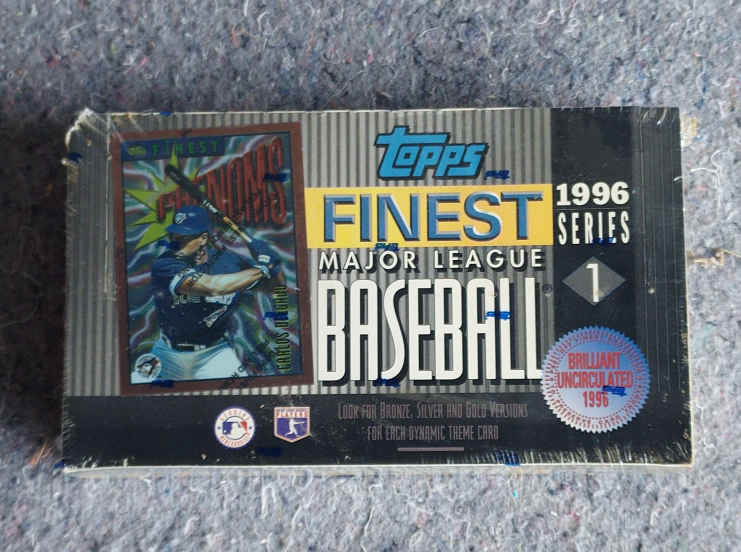 FINEST
PHENOMS
CARLOS DELGADO
Topps
FINEST
MAJOR LEAGUE
BASEBALL®
1996
SERIES
1
BRILLIANT
UNCIRCULATED
1996
LOOK FOR BRONZE, SILVER AND GOLD VERSIONS
FOR EACH DYNAMIC THEME CARD